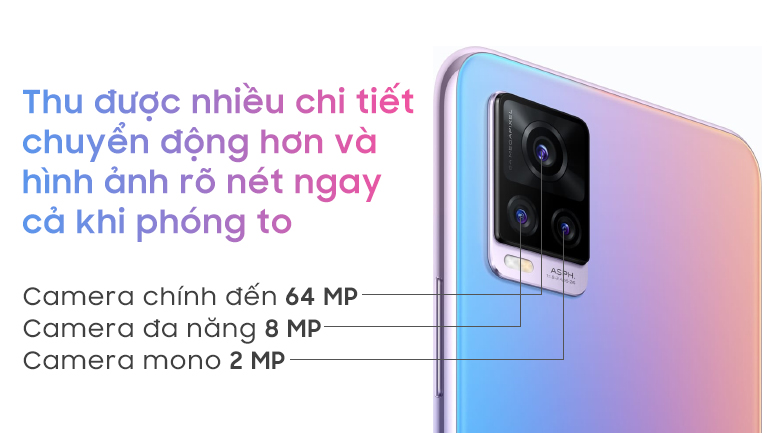 Thu được nhiều chi tiết
chuyển động hơn và
hình ảnh rõ nét ngay
cả khi phóng to
Camera chính đến 64 MP
Camera đa năng 8 MP
Camera mono 2 MP
ASPH.